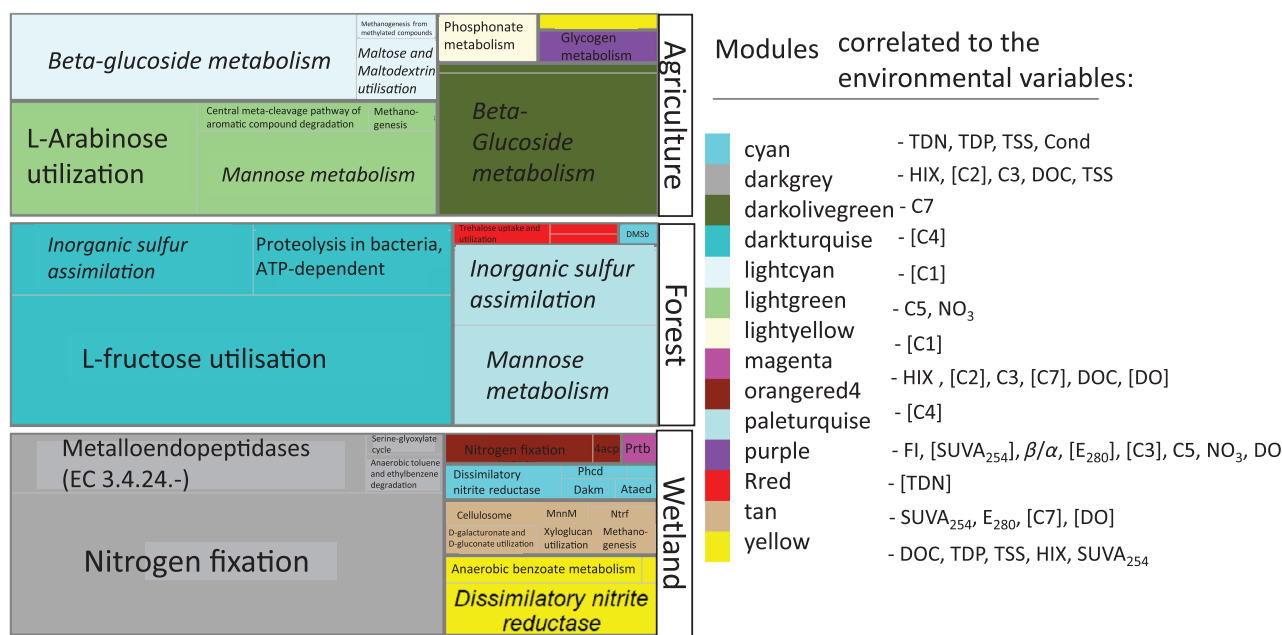 Beta-glucoside metabolism
Methanogenesis from
methylated compounds
Maltose and
Maltodextrin
utilisation
Phosphonate
metabolism
Glycogen
metabolism
L-Arabinose
utilization
Central meta-cleavage pathway of
aromatic compound degradation
Methano-
genesis
Mannose metabolism
Beta-
Glucoside
metabolism
Agriculture
Inorganic sulfur
assimilation
Proteolysis in bacteria,
ATP-dependent
L-fructose utilisation
Trehalose uptake and
utilization
DMSb
Inorganic sulfur
assimilation
Mannose
metabolism
Forest
Metalloendopeptidases
(EC 3.4.24.-)
Serine-glyoxylate
cycle
Anaerobic toluene
and ethylbenzene
degradation
Nitrogen fixation
Nitrogen fixation
4acp
Prtb
Dissimilatory
nitrite reductase
Phcd
Dakm
Ataed
Cellulosome
MnnM
Ntrf
D-galacturonate and
D-gluconate utilization
Xyloglucan
utilization
Methano-
genesis
Anaerobic benzoate metabolism
Dissimilatory nitrite
reductase
Wetland
Modules
correlated to the
environmental variables:
cyan - TDN, TDP, TSS, Cond
darkgrey - HIX, [C2], C3, DOC, TSS
darkolivegreen - C7
darkturquise - [C4]
lightcyan - [C1]
lightgreen - C5, NO₃
lightyellow - [C1]
magenta - HIX , [C2], C3, [C7], DOC, [DO]
orangered4
paleturquise - [C4]
purple - FI, [SUVA₂₅₄], β/α, [E₂₈₀], [C3], C5, NO₃, DO
Rred - [TDN]
tan - SUVA₂₅₄, E₂₈₀, [C7], [DO]
yellow - DOC, TDP, TSS, HIX, SUVA₂₅₄